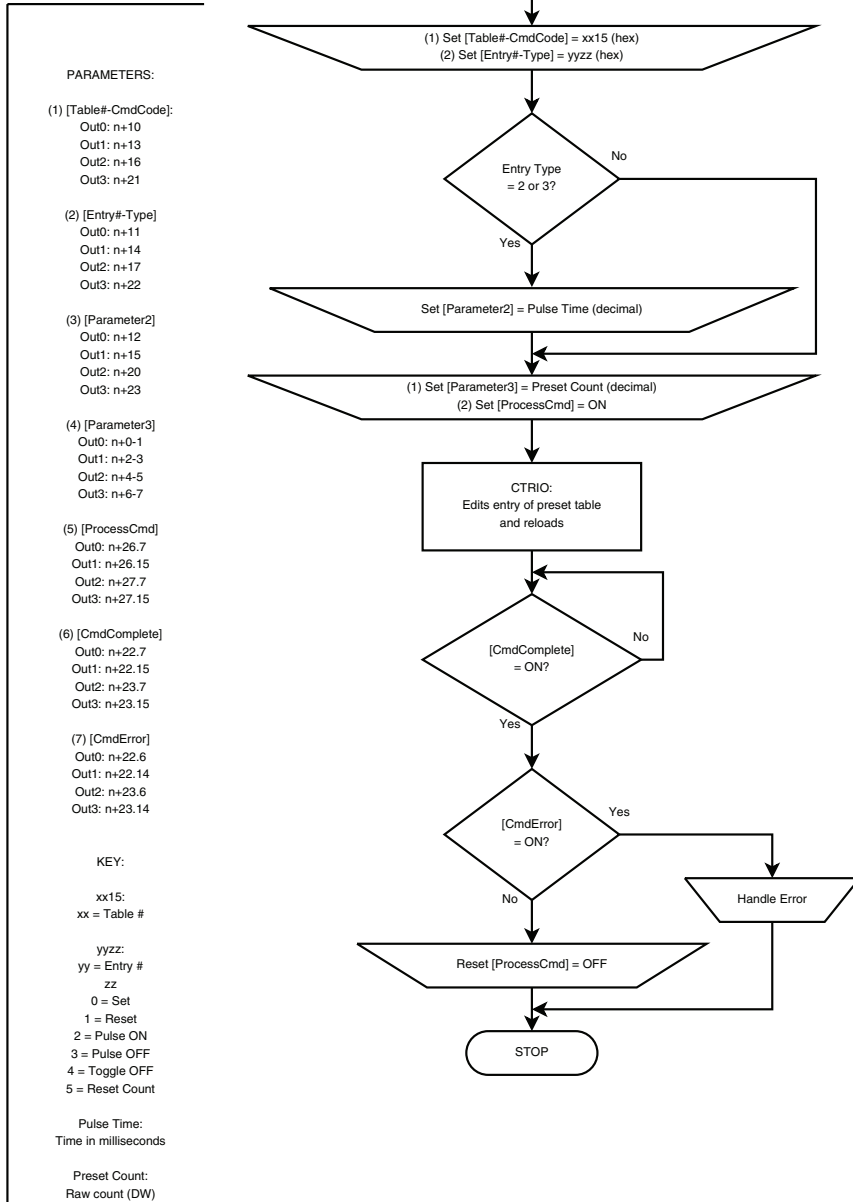 PARAMETERS:
(1) [Table#-CmdCode]:
Out0: n+10
Out1: n+13
Out2: n+16
Out3: n+21
(2) [Entry#-Type]
Out0: n+11
Out1: n+14
Out2: n+17
Out3: n+22
(3) [Parameter2]
Out0: n+12
Out1: n+15
Out2: n+20
Out3: n+23
(4) [Parameter3]
Out0: n+0-1
Out1: n+2-3
Out2: n+4-5
Out3: n+6-7
(5) [ProcessCmd]
Out0: n+26.7
Out1: n+26.15
Out2: n+27.7
Out3: n+27.15
(6) [CmdComplete]
Out0: n+22.7
Out1: n+22.15
Out2: n+23.7
Out3: n+23.15
(7) [CmdError]
Out0: n+22.6
Out1: n+22.14
Out2: n+23.6
Out3: n+23.14
KEY:
xx15:
xx = Table #
yyzz:
yy = Entry #
zz
0 = Set
1 = Reset
2 = Pulse ON
3 = Pulse OFF
4 = Toggle OFF
5 = Reset Count
Pulse Time:
Time in milliseconds
Preset Count:
Raw count (DW)
(1) Set [Table#-CmdCode] = xx15 (hex)
(2) Set [Entry#-Type] = yyzz (hex)
Entry Type
= 2 or 3?
No
Yes
Set [Parameter2] = Pulse Time (decimal)
(1) Set [Parameter3] = Preset Count (decimal)
(2) Set [ProcessCmd] = ON
CTRIO:
Edits entry of preset table
and reloads
[CmdComplete]
= ON?
No
Yes
[CmdError]
= ON?
Yes
No
Handle Error
Reset [ProcessCmd] = OFF
STOP